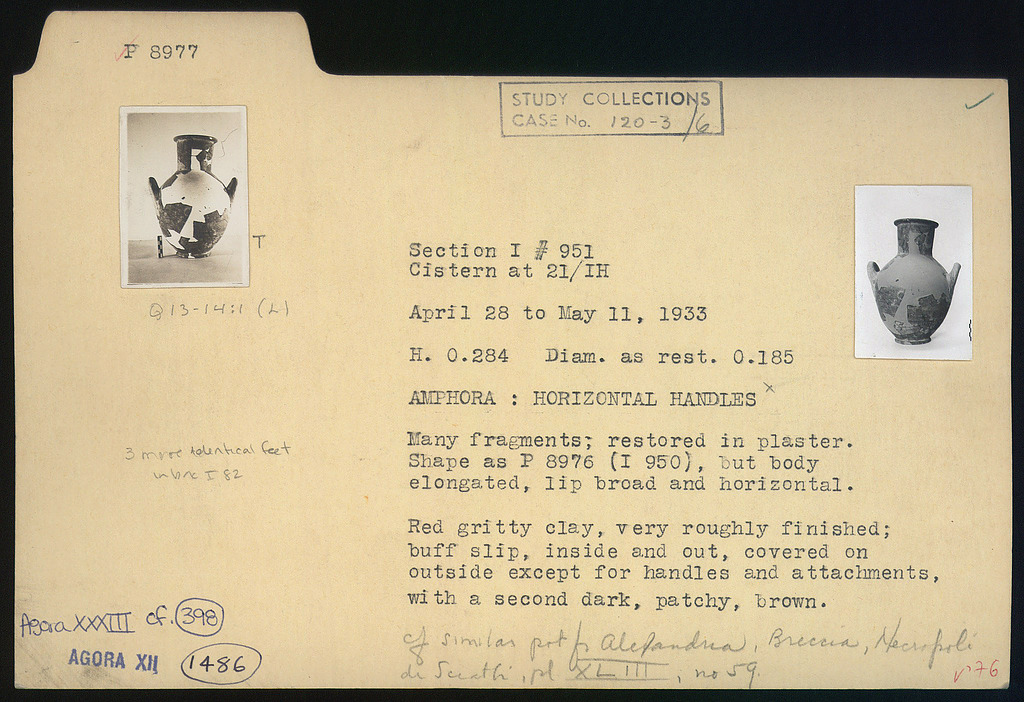 P 8977
STUDY COLLECTIONS
CASE No. 120-3/6
T
Q13-14:1 (L)
Section I # 951
Cistern at 21/IH
April 28 to May 11, 1933
H. 0.284 Diam. as rest. 0.185
AMPHORA : HORIZONTAL HANDLES x
Many fragments; restored in plaster.
Shape as P 8976 (I 950), but body
elongated, lip broad and horizontal.
3 more identical feet
I 82
Red gritty clay, very roughly finished;
buff slip, inside and out, covered on
outside except for handles and attachments,
with a second dark, patchy, brown.
Agora XXXIII cf. 398
AGORA XII 1486
cf similar pot fr Alexandria, Breccia, Necropoli
di Sciatbi, pl XLIII, no 59.
v'76